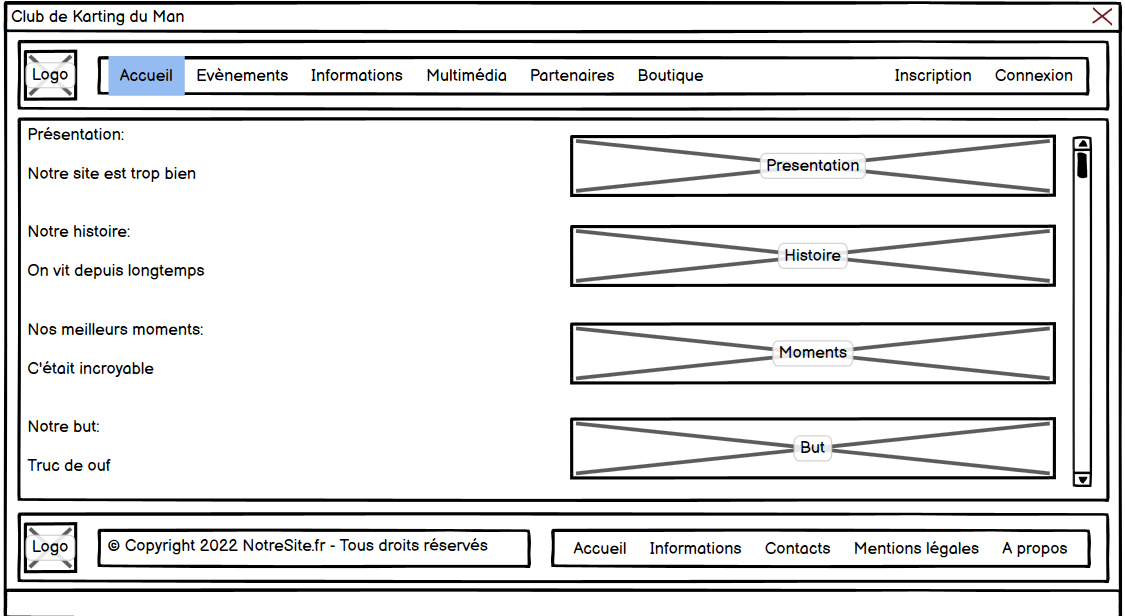 Club de Karting du Man
Logo
Accueil Evènements Informations Multimédia Partenaires Boutique Inscription Connexion
Présentation:
Notre site est trop bien
Presentation
Notre histoire:
On vit depuis longtemps
Histoire
Nos meilleurs moments:
C'était incroyable
Moments
Notre but:
Truc de ouf
But
Logo
© Copyright 2022 NotreSite.fr - Tous droits réservés
Accueil Informations Contacts Mentions légales A propos